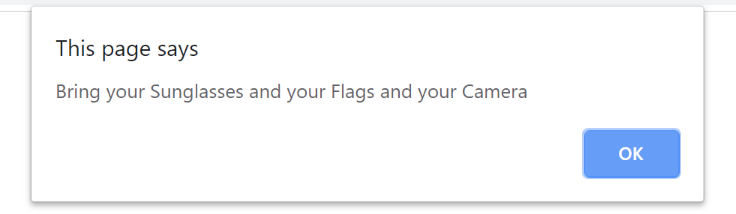 This page says
Bring your Sunglasses and your Flags and your Camera
OK